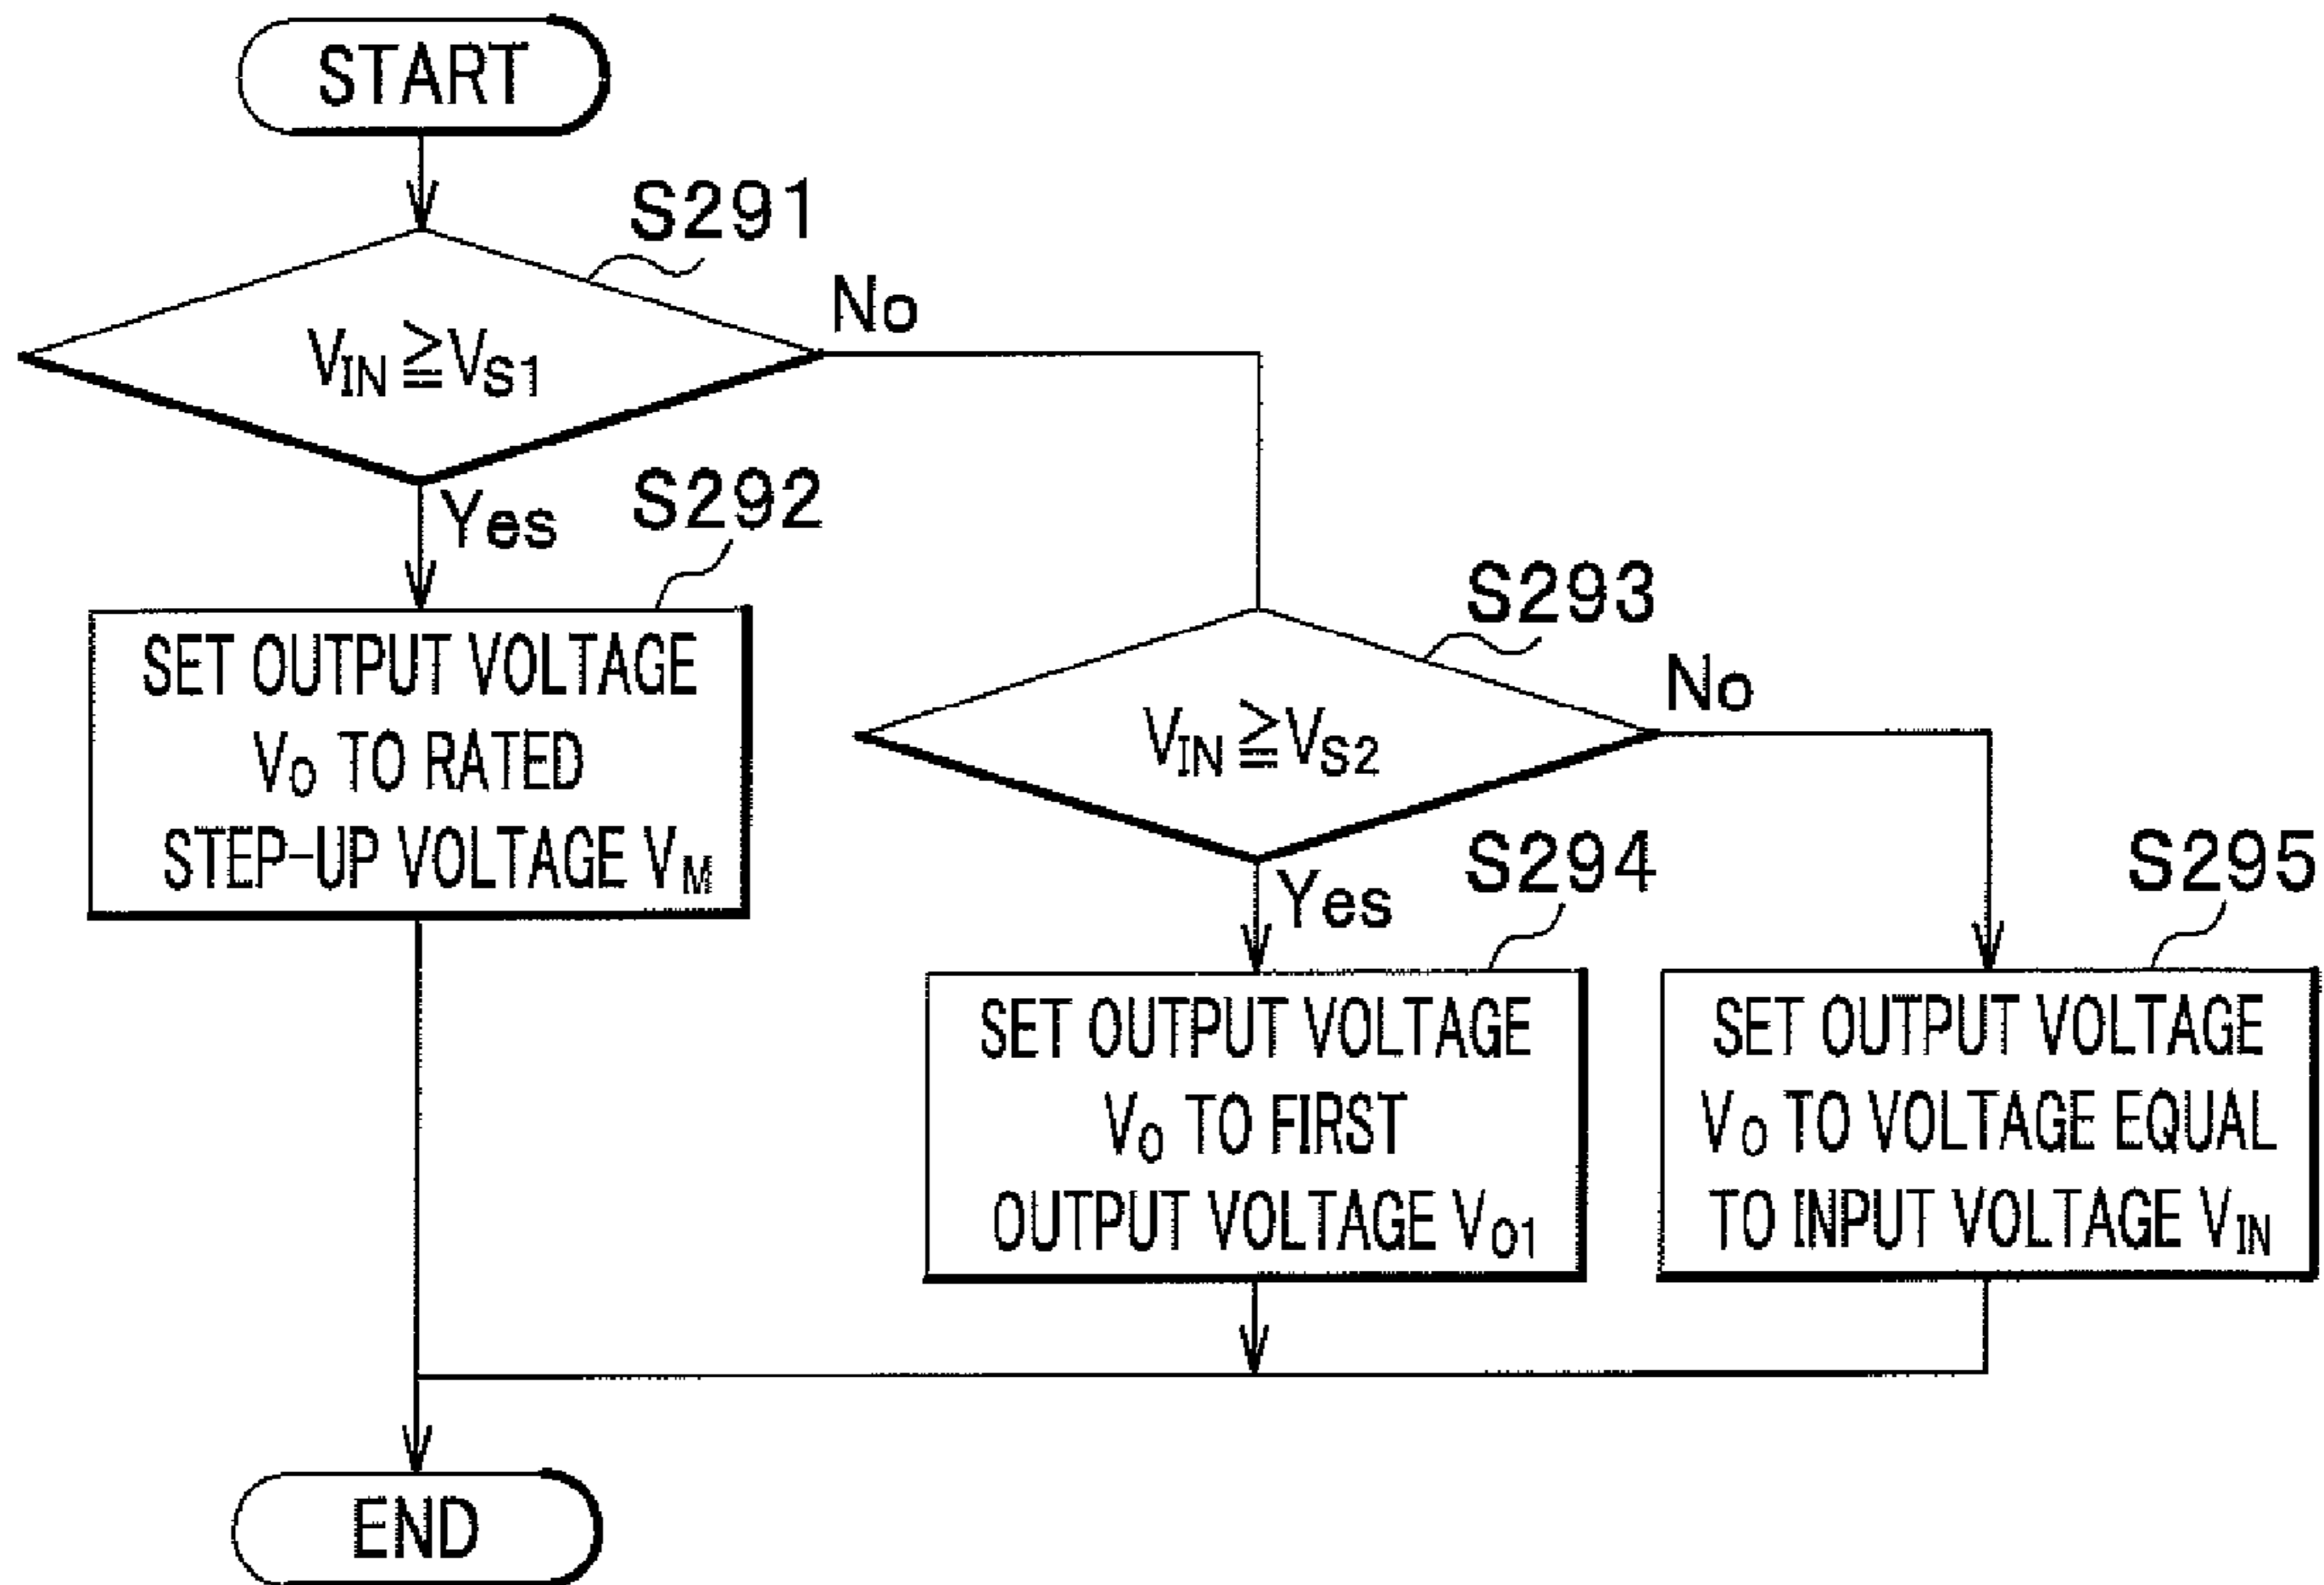 START
S291
V_IN ≧ V_S1
No
Yes
S292
SET OUTPUT VOLTAGE
V_O TO RATED
STEP-UP VOLTAGE V_M
S293
V_IN ≧ V_S2
No
Yes
S294
SET OUTPUT VOLTAGE
V_O TO FIRST
OUTPUT VOLTAGE V_O1
S295
SET OUTPUT VOLTAGE
V_O TO VOLTAGE EQUAL
TO INPUT VOLTAGE V_IN
END